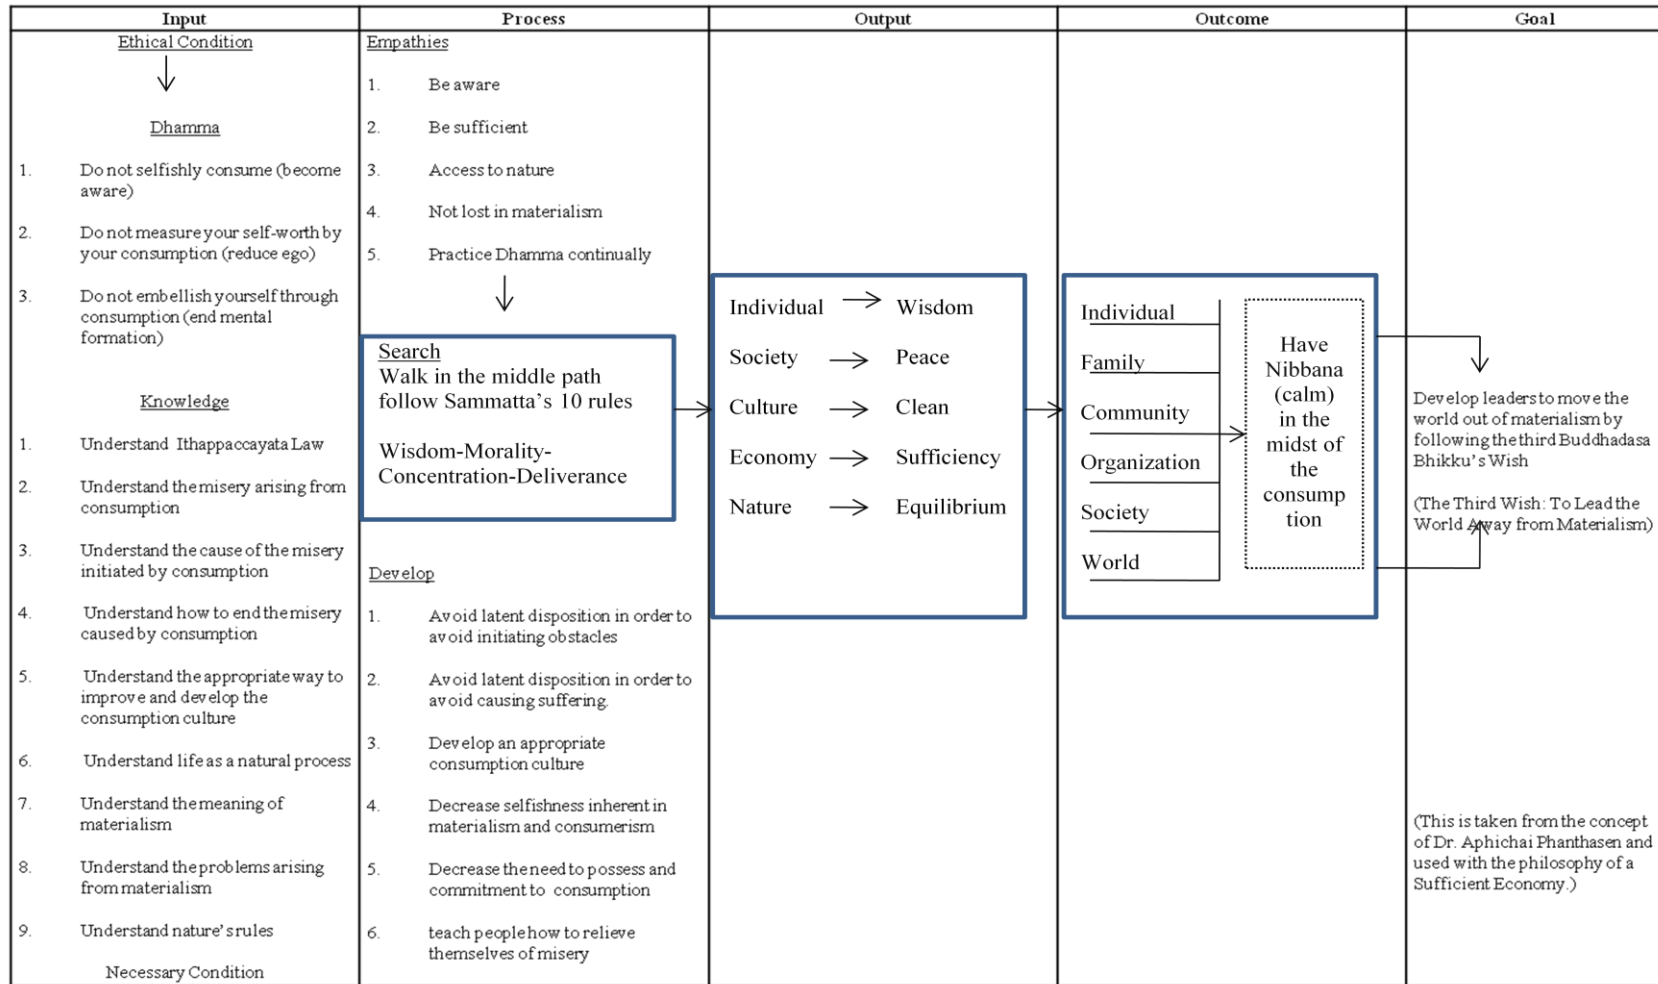 Input
Process
Output
Outcome
Goal
Ethical Condition
Dhamma
1. Do not selfishly consume (become
aware)
2. Do not measure your self-worth by
your consumption (reduce ego)
3. Do not embellish yourself through
consumption (end mental
formation)
Knowledge
1. Understand Ithappaccayata Law
2. Understand the misery arising from
consumption
3. Understand the cause of the misery
initiated by consumption
4. Understand how to end the misery
caused by consumption
5. Understand the appropriate way to
improve and develop the
consumption culture
6. Understand life as a natural process
7. Understand the meaning of
materialism
8. Understand the problems arising
from materialism
9. Understand nature's rules
Necessary Condition
Empathies
1. Be aware
2. Be sufficient
3. Access to nature
4. Not lost in materialism
5. Practice Dhamma continually
Search
Walk in the middle path
follow Sammatta's 10 rules
Wisdom-Morality-
Concentration-Deliverance
Develop
1. Avoid latent disposition in order to
avoid initiating obstacles
2. Avoid latent disposition in order to
avoid causing suffering.
3. Develop an appropriate
consumption culture
4. Decrease selfishness inherent in
materialism and consumerism
5. Decrease the need to possess and
commitment to consumption
6. teach people how to relieve
themselves of misery
Individual Wisdom
Society Peace
Culture Clean
Economy Sufficiency
Nature Equilibrium
Individual
Family
Community
Organization
Society
World
Have
Nibbana
(calm)
in the
midst of
the
consump
tion
Develop leaders to move the
world out of materialism by
following the third Buddhadasa
Bhikku's Wish
(The Third Wish: To Lead the
World Away from Materialism)
(This is taken from the concept
of Dr. Aphichai Phanthasen and
used with the philosophy of a
Sufficient Economy.)